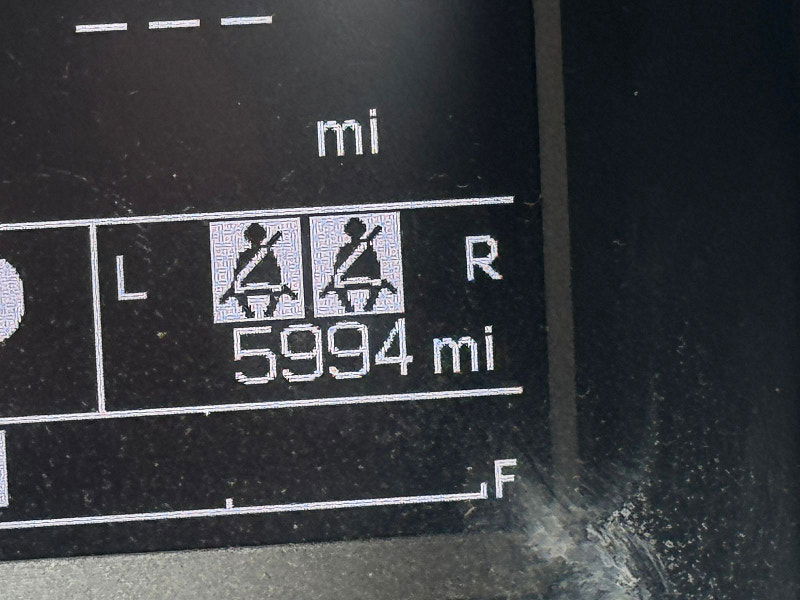 – – –
mi
L R
5994 mi
F